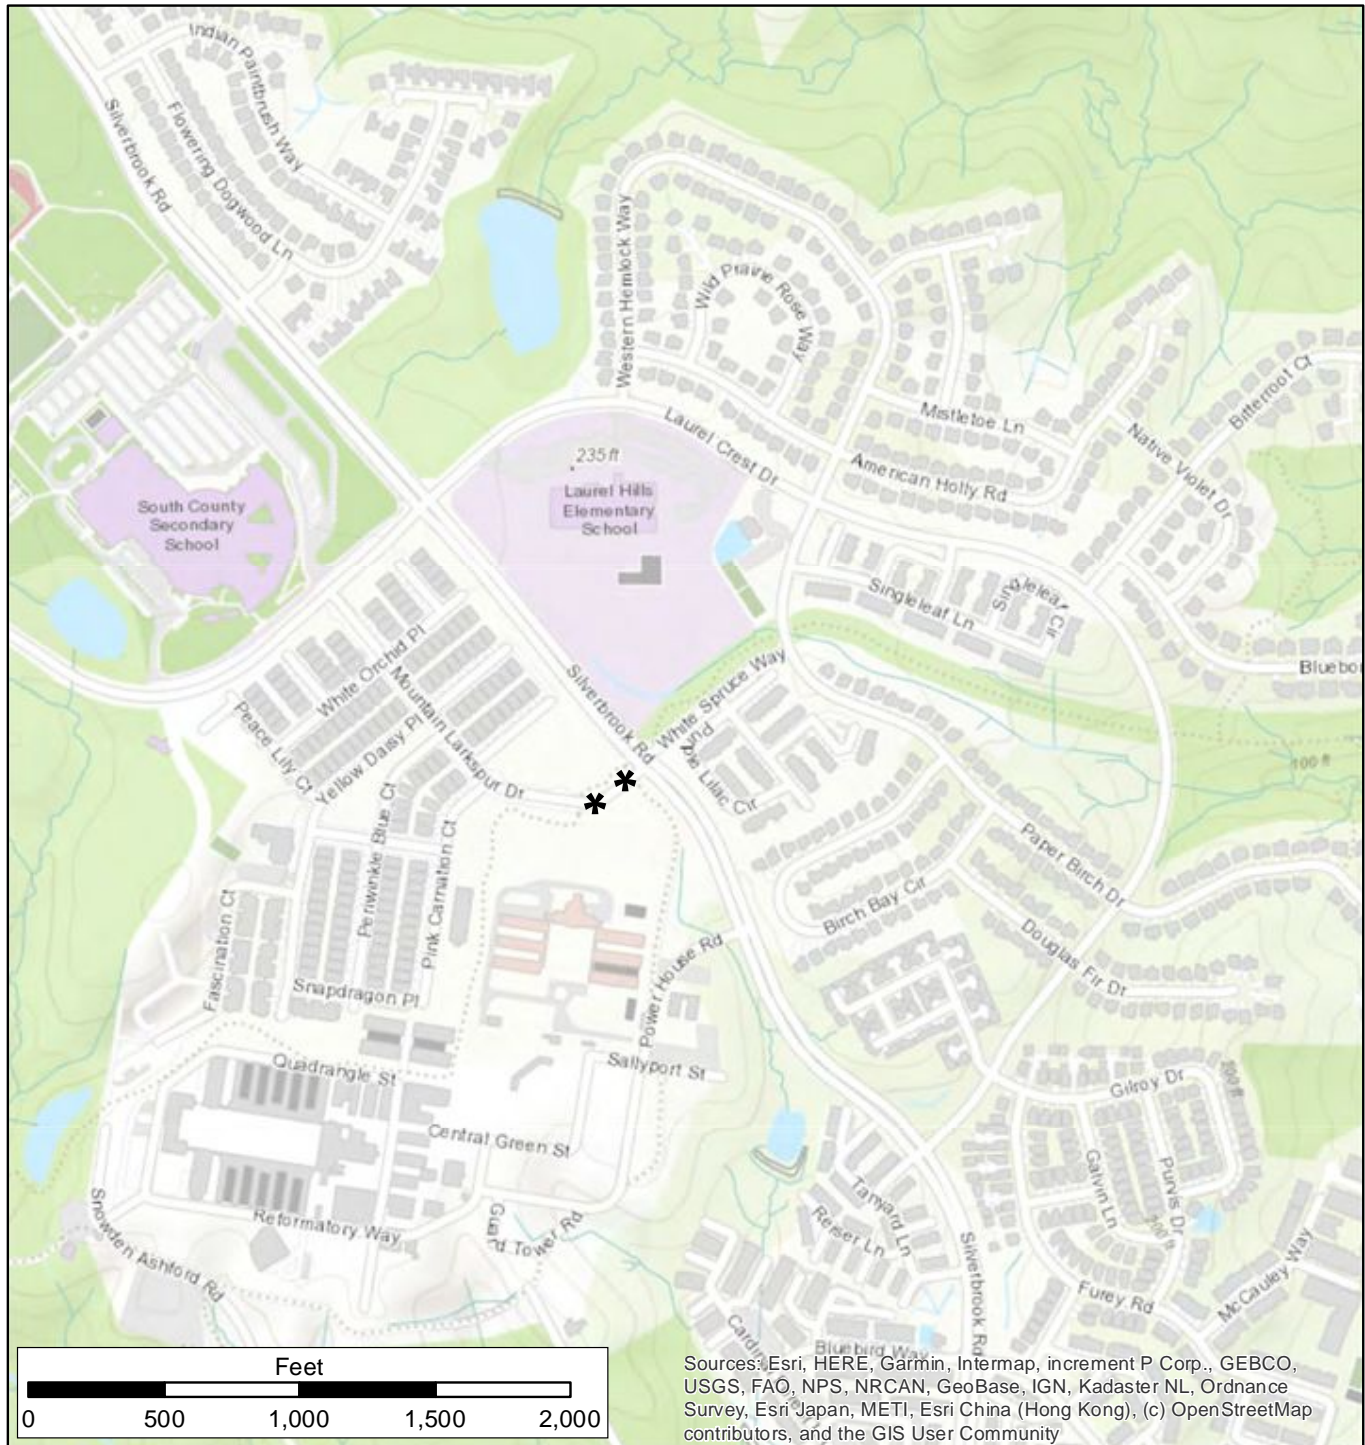 Indian Paintbrush Way
Silverbrook Rd
Flowering Dogwood Ln
Western Hemlock Way
Wild Prairie Rose Way
Bitterroot Ct
Mistletoe Ln
Laurel Crest Dr
Native Violet Dr
235 ft
American Holly Rd
Laurel Hills
Elementary
School
South County
Secondary
School
Singleleaf Ln
Singleleaf Cir
White Orchid Pl
Mountain Larkspur Dr
White Spruce Way
Silverbrook Rd
Peace Lily Ct
Yellow Daisy Pl
Lilac Cir
100 ft
*
*
Periwinkle Blue Ct
Pink Carnation Ct
Paper Birch Dr
Birch Bay Cir
Fascination Ct
Douglas Fir Dr
Snapdragon Pl
Power House Rd
Quadrangle St
Sallyport St
Gilroy Dr
200 ft
Central Green St
Galvin Ln
Purvis Dr
200 ft
Tanyard Ln
Reiser Ln
Reformatory Way
Guard Tower Rd
Snowden Ashford Rd
Silverbrook Rd
Furey Rd
McCauley Way
Bluebird Way
Feet
0 500 1,000 1,500 2,000
Sources: Esri, HERE, Garmin, Intermap, increment P Corp., GEBCO,
USGS, FAO, NPS, NRCAN, GeoBase, IGN, Kadaster NL, Ordnance
Survey, Esri Japan, METI, Esri China (Hong Kong), (c) OpenStreetMap
contributors, and the GIS User Community